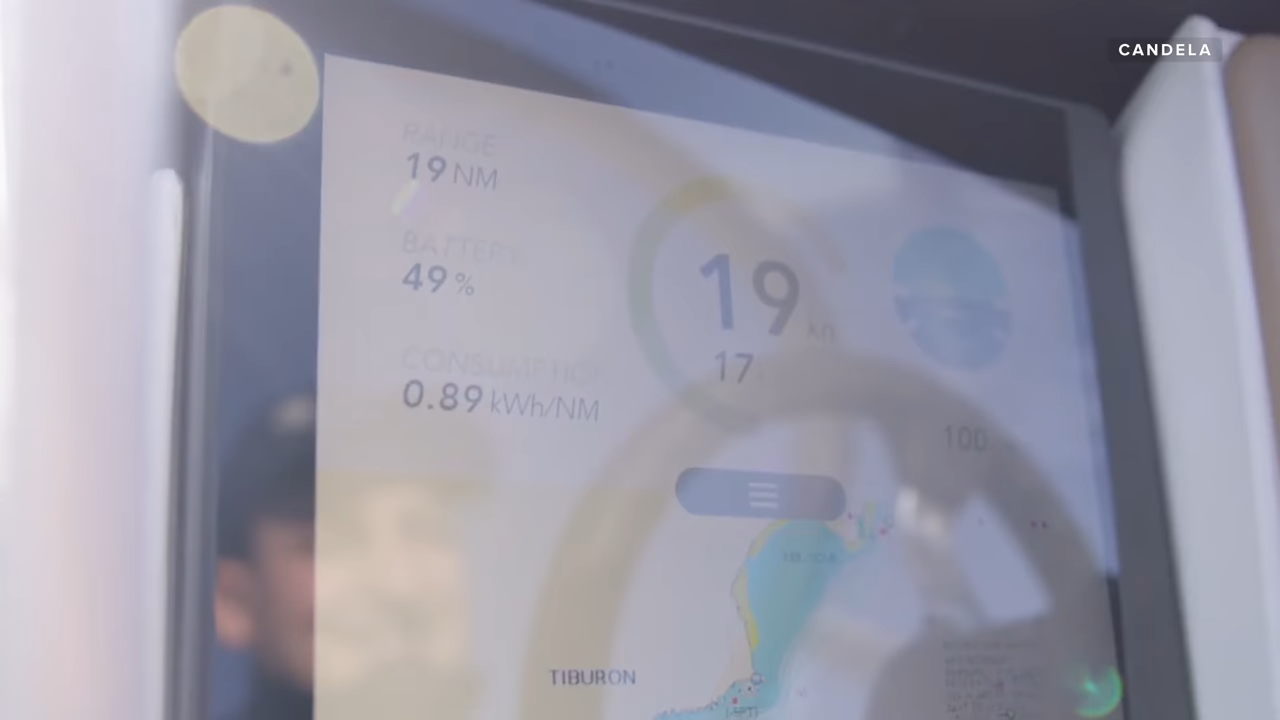 CANDELA
RANGE
19 NM
BATTERY
49 %
CONSUMPTION
0.89 kWh/NM
19 kn
17
100
TIBURON